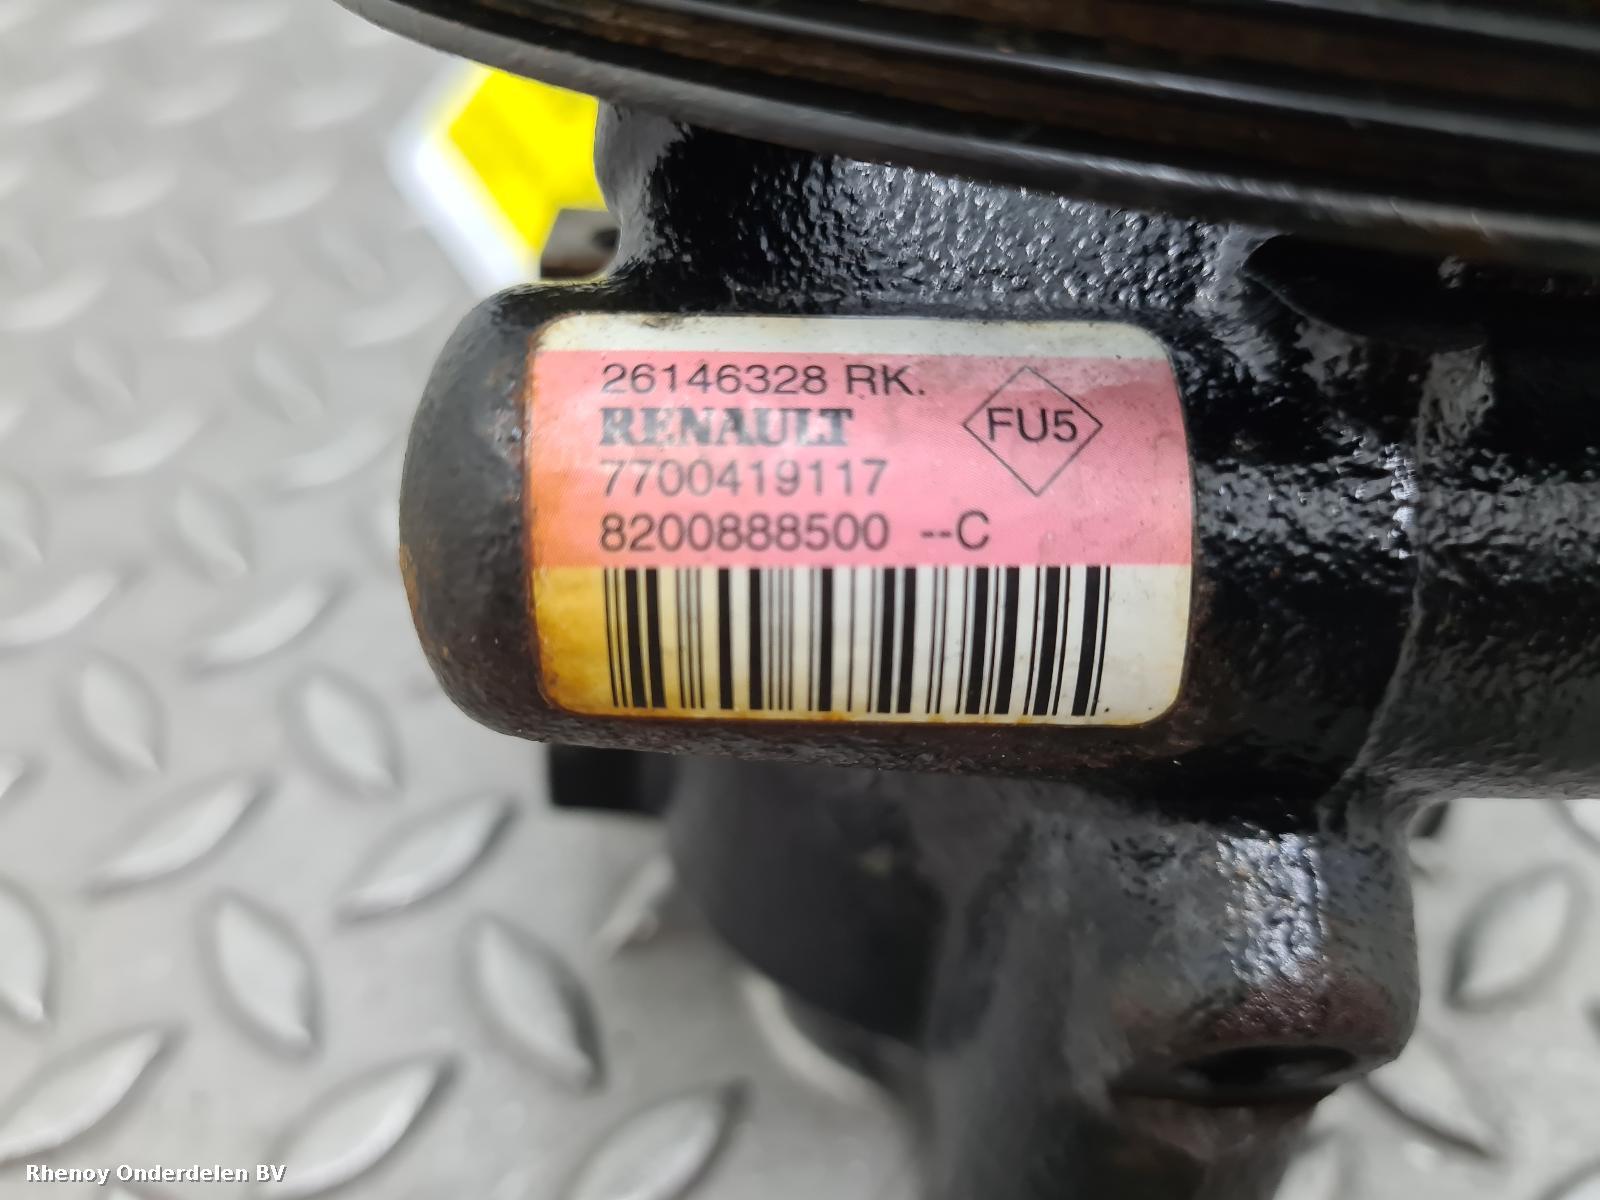 26146328 RK.
RENAULT
FU5
7700419117
8200888500 --C
Rhenoy Onderdelen BV